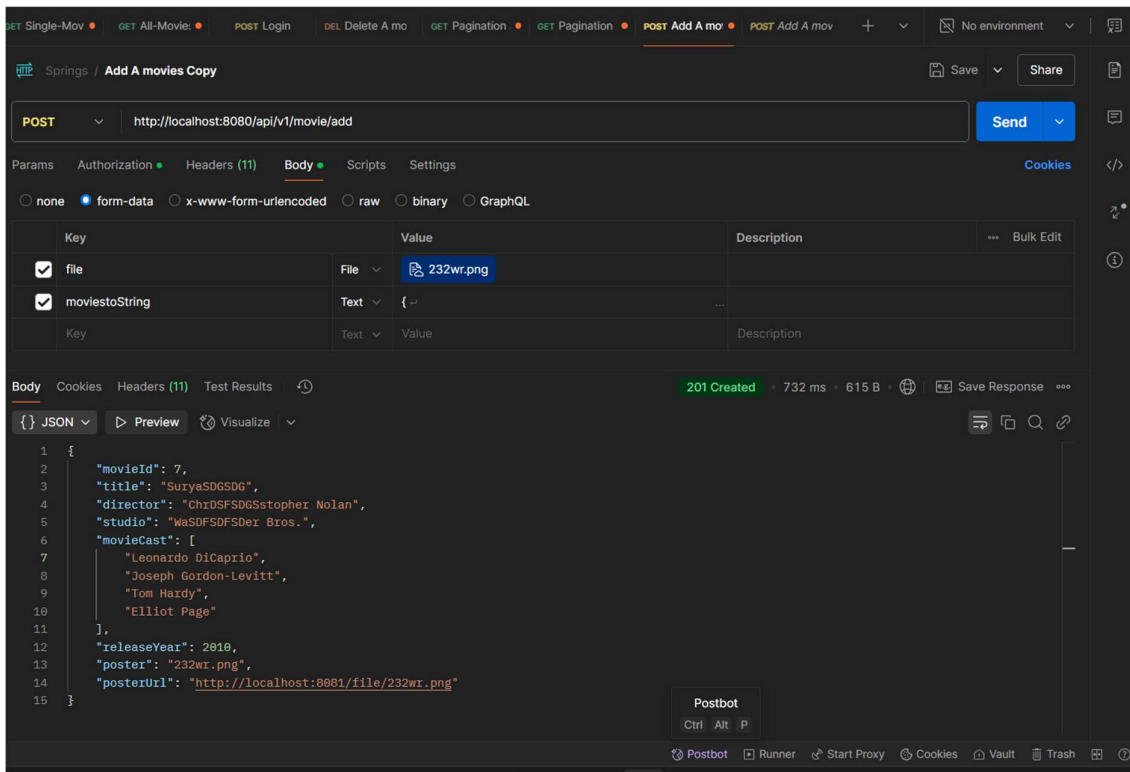 GET Single-Mov GET All-Movie: POST Login DEL Delete A mo GET Pagination GET Pagination POST Add A mo POST Add A mov No environment
HTTP Springs / Add A movies Copy Save Share
POST http://localhost:8080/api/v1/movie/add Send
Params Authorization Headers (11) Body Scripts Settings Cookies
none form-data x-www-form-urlencoded raw binary GraphQL
Key Value Description Bulk Edit
file File 232wr.png
moviestoString Text { ↵ ...
Key Text Value Description
Body Cookies Headers (11) Test Results 201 Created 732 ms 615 B e.g. Save Response
{} JSON Preview Visualize
1 {
2 "movieId": 7,
3 "title": "SuryaSDGSDG",
4 "director": "ChrDSFSDGSstopher Nolan",
5 "studio": "WaSDFSDFSDer Bros.",
6 "movieCast": [
7 "Leonardo DiCaprio",
8 "Joseph Gordon-Levitt",
9 "Tom Hardy",
10 "Elliot Page"
11 ],
12 "releaseYear": 2010,
13 "poster": "232wr.png",
14 "posterUrl": "http://localhost:8081/file/232wr.png"
15 }
Postbot
Ctrl Alt P
Postbot Runner Start Proxy Cookies Vault Trash